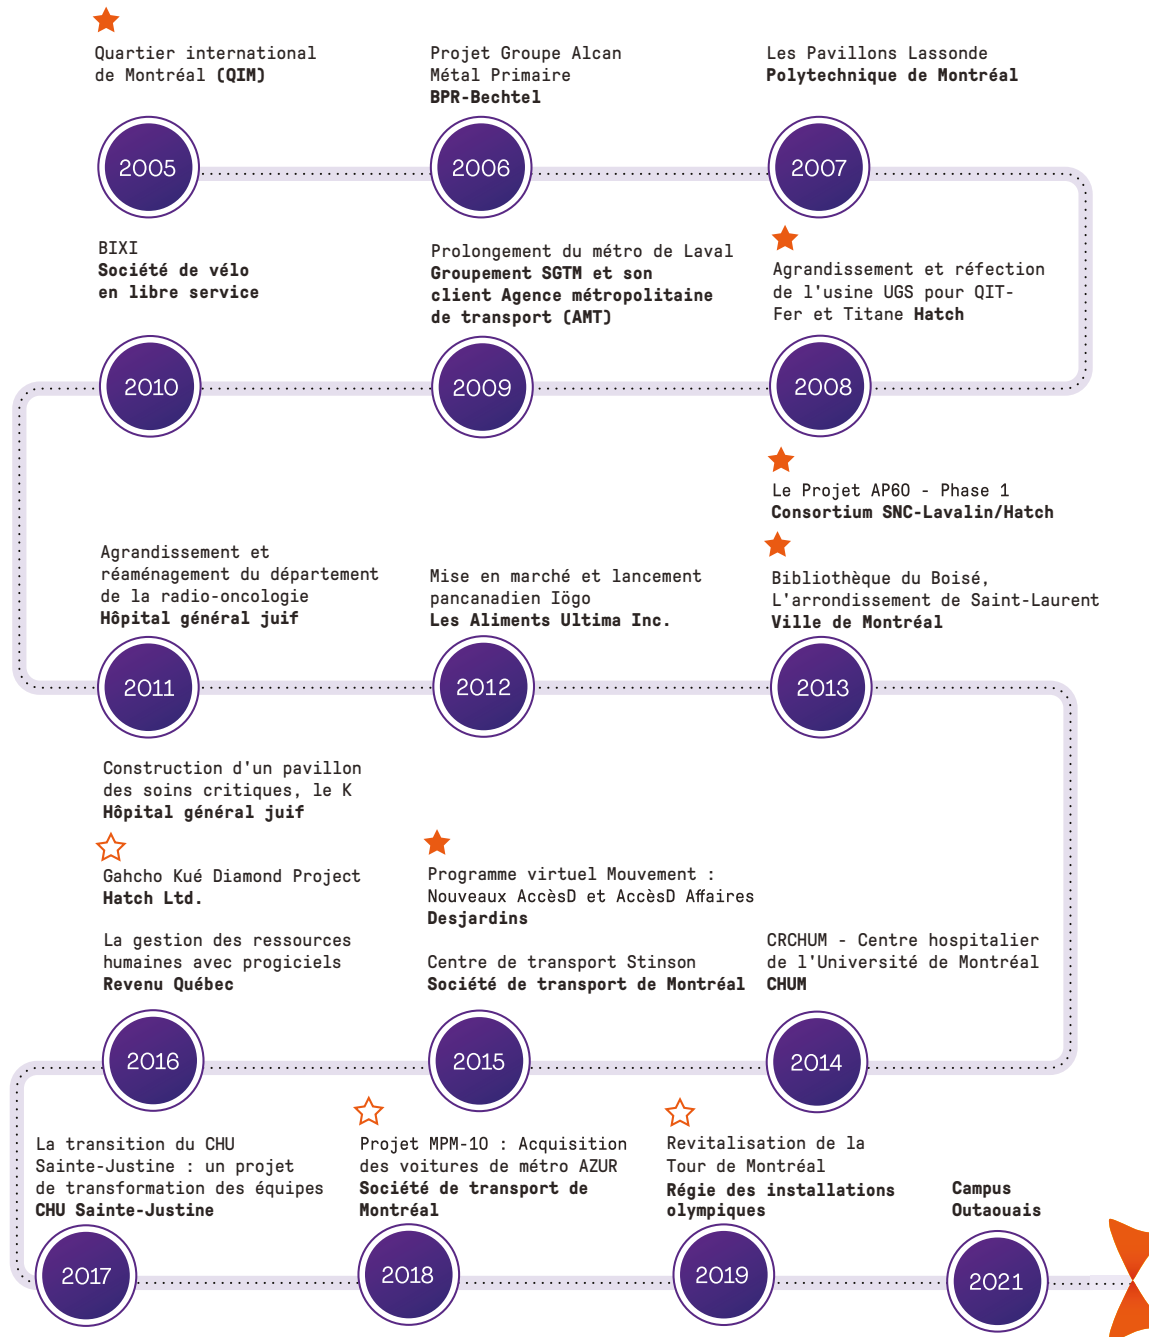 Quartier international
de Montréal (QIM)
Projet Groupe Alcan
Métal Primaire
BPR-Bechtel
Les Pavillons Lassonde
Polytechnique de Montréal
2005
2006
2007
BIXI
Société de vélo
en libre service
Prolongement du métro de Laval
Groupement SGTM et son
client Agence métropolitaine
de transport (AMT)
Agrandissement et réfection
de l'usine UGS pour QIT-
Fer et Titane Hatch
2010
2009
2008
Le Projet AP60 - Phase 1
Consortium SNC-Lavalin/Hatch
Agrandissement et
réaménagement du département
de la radio-oncologie
Hôpital général juif
Mise en marché et lancement
pancanadien Iögo
Les Aliments Ultima Inc.
Bibliothèque du Boisé,
L'arrondissement de Saint-Laurent
Ville de Montréal
2011
2012
2013
Construction d'un pavillon
des soins critiques, le K
Hôpital général juif
Gahcho Kué Diamond Project
Hatch Ltd.
La gestion des ressources
humaines avec progiciels
Revenu Québec
Programme virtuel Mouvement :
Nouveaux AccèsD et AccèsD Affaires
Desjardins
Centre de transport Stinson
Société de transport de Montréal
CRCHUM - Centre hospitalier
de l'Université de Montréal
CHUM
2016
2015
2014
La transition du CHU
Sainte-Justine : un projet
de transformation des équipes
CHU Sainte-Justine
Projet MPM-10 : Acquisition
des voitures de métro AZUR
Société de transport de
Montréal
Revitalisation de la
Tour de Montréal
Régie des installations
olympiques
Campus
Outaouais
2017
2018
2019
2021